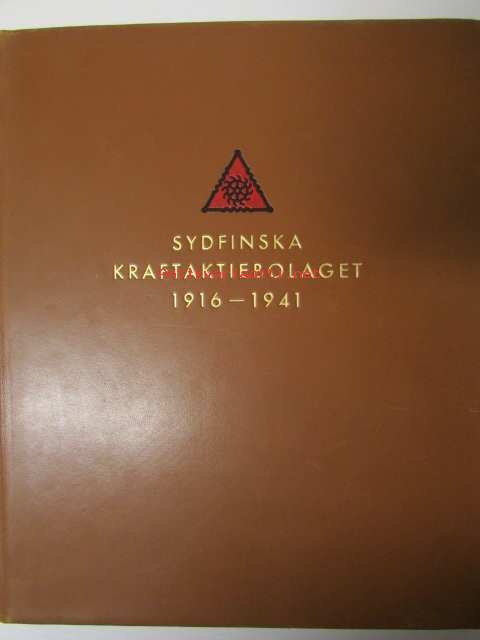 SYDFINSKA
KRAFTAKTIEBOLAGET
1916 – 1941